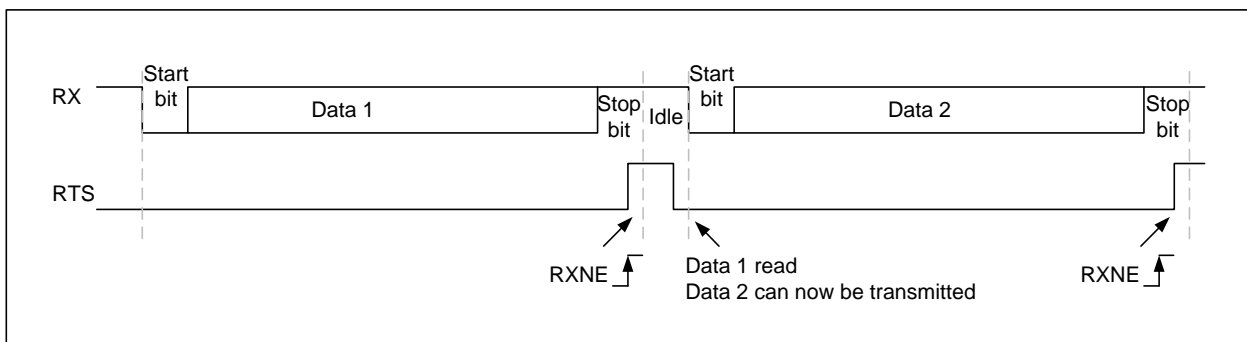 Start
bit
Start
bit
RX
Data 1
Stop
bit
Idle
Data 2
Stop
bit
RTS
RXNE
Data 1 read
Data 2 can now be transmitted
RXNE